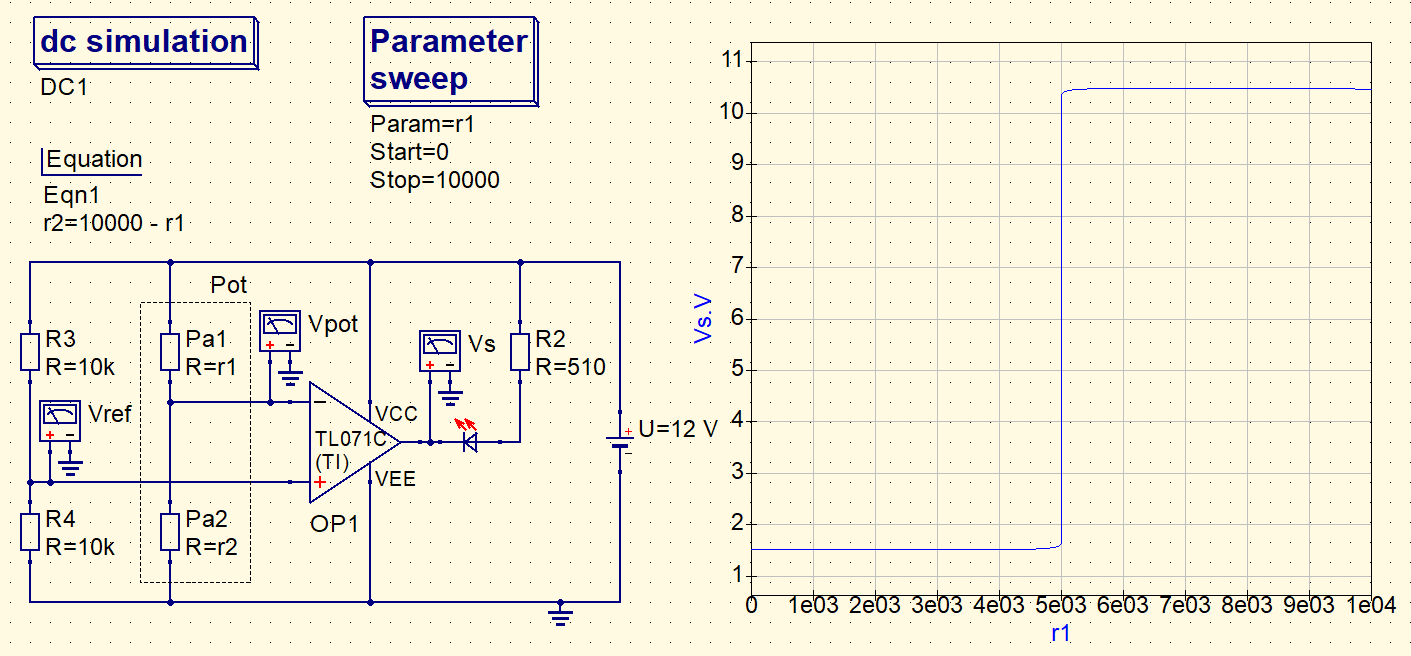 dc simulation
DC1
Equation
Eqn1
r2=10000 - r1
Parameter
sweep
Param=r1
Start=0
Stop=10000
Pot
R3
R=10k
Pa1
R=r1
Vpot
Vs
R2
R=510
Vref
VCC
U=12 V
+
-
TL071C
(TI)
VEE
OP1
R4
R=10k
Pa2
R=r2
11
10
9
8
7
6
5
4
3
2
1
Vs.V
0 1e03 2e03 3e03 4e03 5e03 6e03 7e03 8e03 9e03 1e04
r1